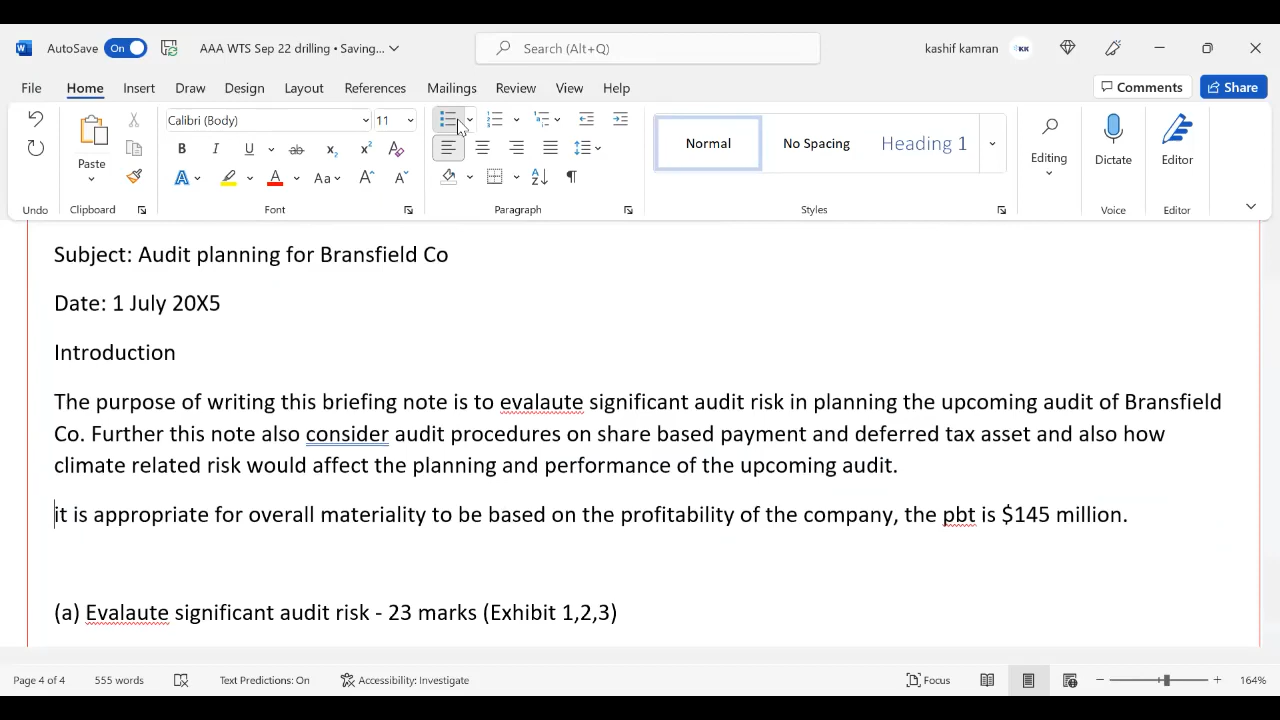 AutoSave On AAA WTS Sep 22 drilling • Saving... Search (Alt+Q) kashif kamran KK
File Home Insert Draw Design Layout References Mailings Review View Help Comments Share
Calibri (Body) 11
Paste
B I U ab x₂ x²
A A Aa A A
Normal No Spacing Heading 1
Editing Dictate Editor
Undo Clipboard Font Paragraph Styles Voice Editor
Subject: Audit planning for Bransfield Co
Date: 1 July 20X5
Introduction
The purpose of writing this briefing note is to evalaute significant audit risk in planning the upcoming audit of Bransfield
Co. Further this note also consider audit procedures on share based payment and deferred tax asset and also how
climate related risk would affect the planning and performance of the upcoming audit.
it is appropriate for overall materiality to be based on the profitability of the company, the pbt is $145 million.
(a) Evalaute significant audit risk - 23 marks (Exhibit 1,2,3)
Page 4 of 4 555 words Text Predictions: On Accessibility: Investigate Focus 164%